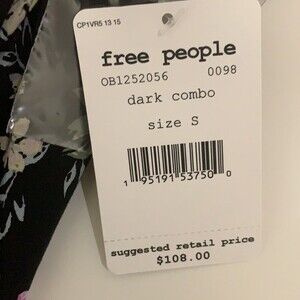 CP1VR5 13 15
free people
OB1252056 0098
dark combo
size S
1 95191 53750 0
suggested retail price
$108.00